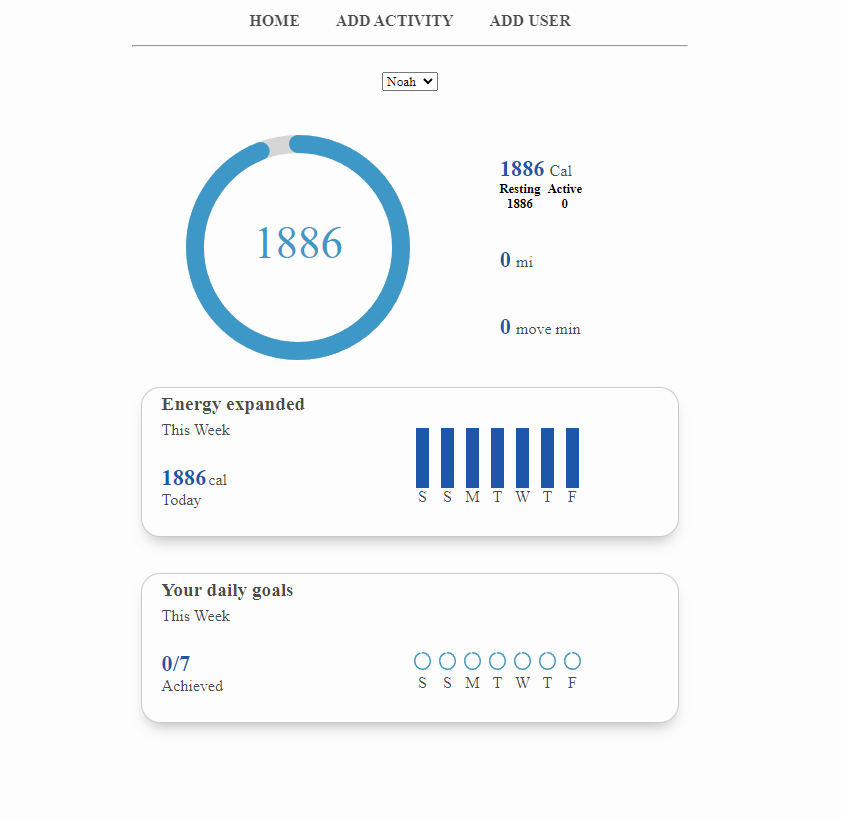 HOME ADD ACTIVITY ADD USER
Noah
1886
1886 Cal
Resting Active
1886 0
0 mi
0 move min
Energy expanded
This Week
1886 cal
Today
S S M T W T F
Your daily goals
This Week
0/7
Achieved
S S M T W T F